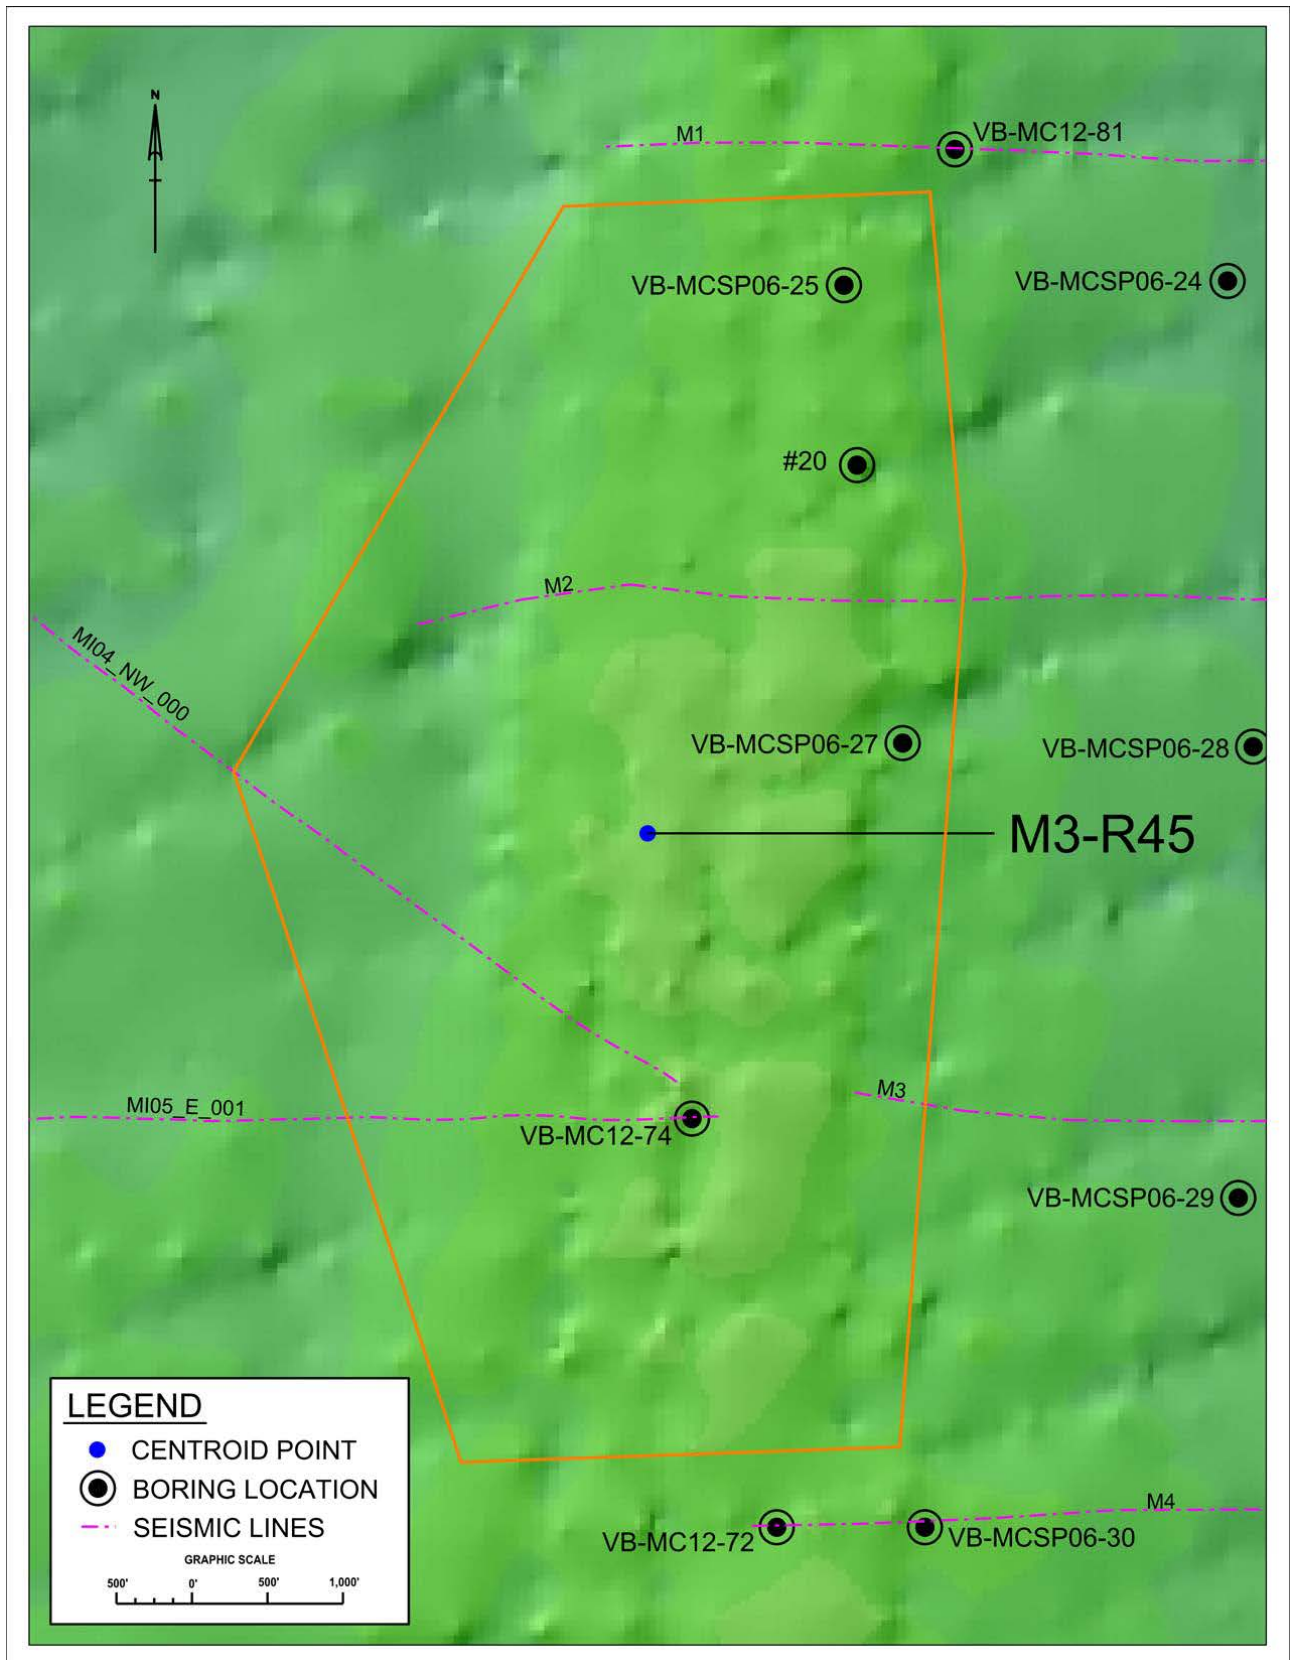 N
M1
VB-MC12-81
VB-MCSP06-25
VB-MCSP06-24
#20
M2
MI04_NW_000
VB-MCSP06-27
VB-MCSP06-28
M3-R45
M3
MI05_E_001
VB-MC12-74
VB-MCSP06-29
LEGEND
CENTROID POINT
BORING LOCATION
SEISMIC LINES
GRAPHIC SCALE
500' 0' 500' 1,000'
M4
VB-MC12-72
VB-MCSP06-30